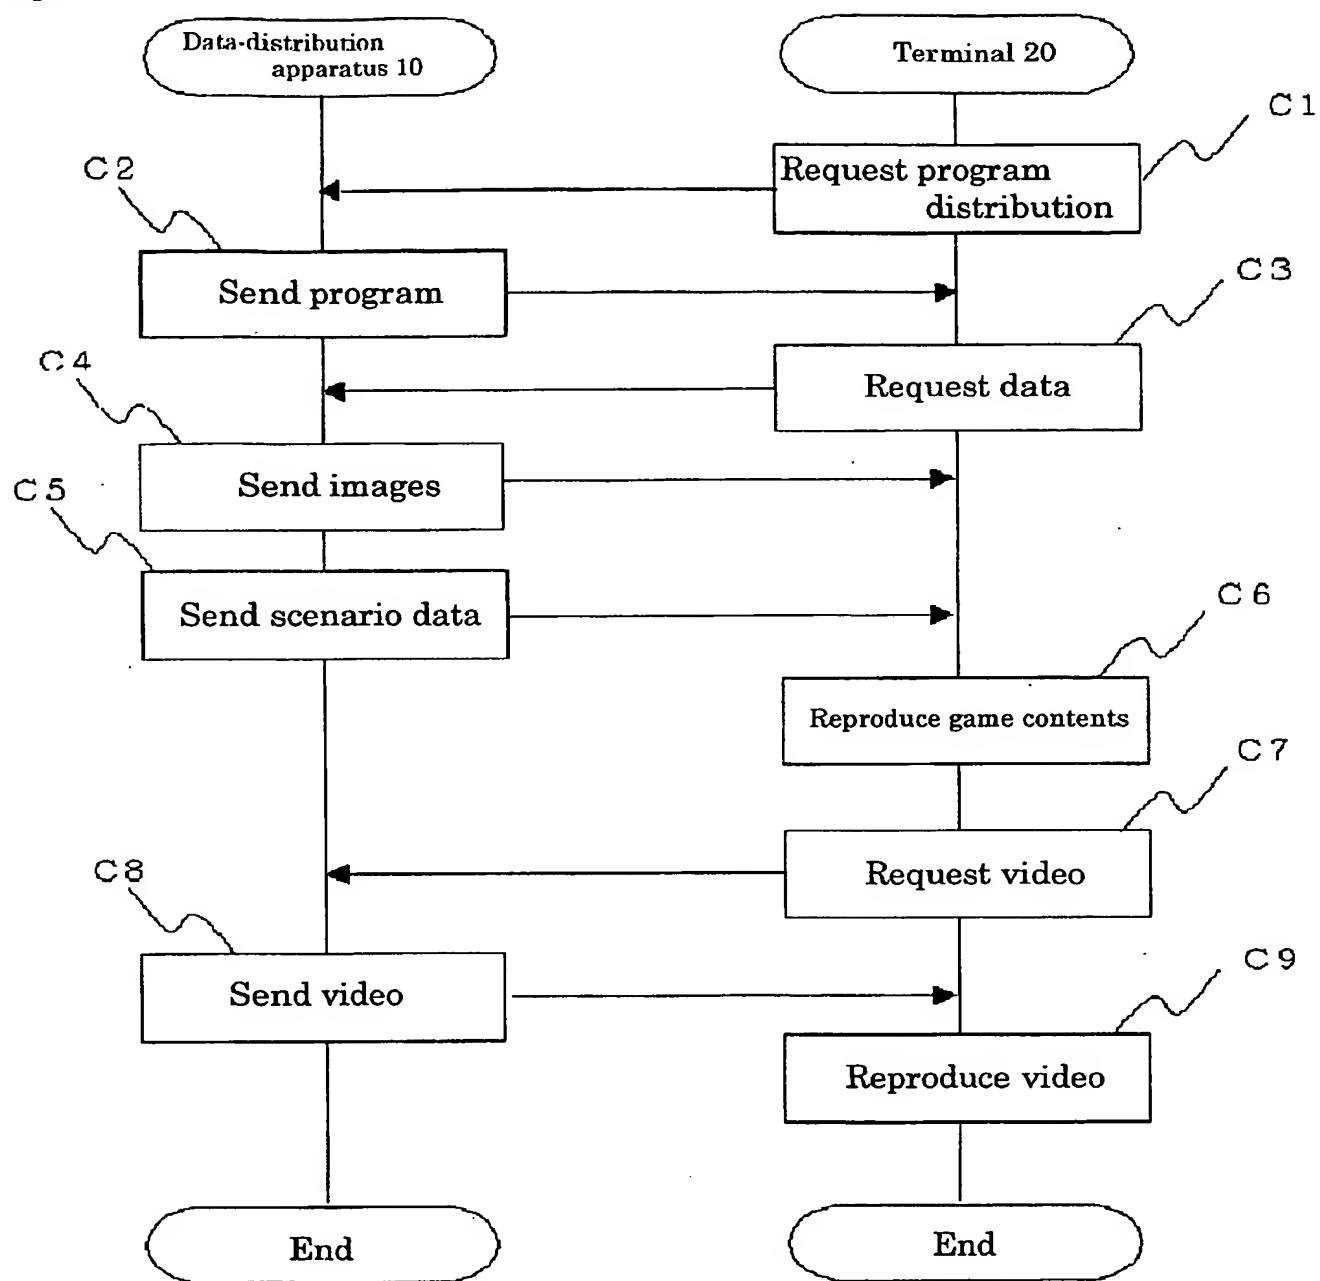 Data-distribution
apparatus 10
Terminal 20
C1
Request program
distribution
C2
Send program
C3
Request data
C4
Send images
C5
Send scenario data
C6
Reproduce game contents
C7
Request video
C8
Send video
C9
Reproduce video
End
End